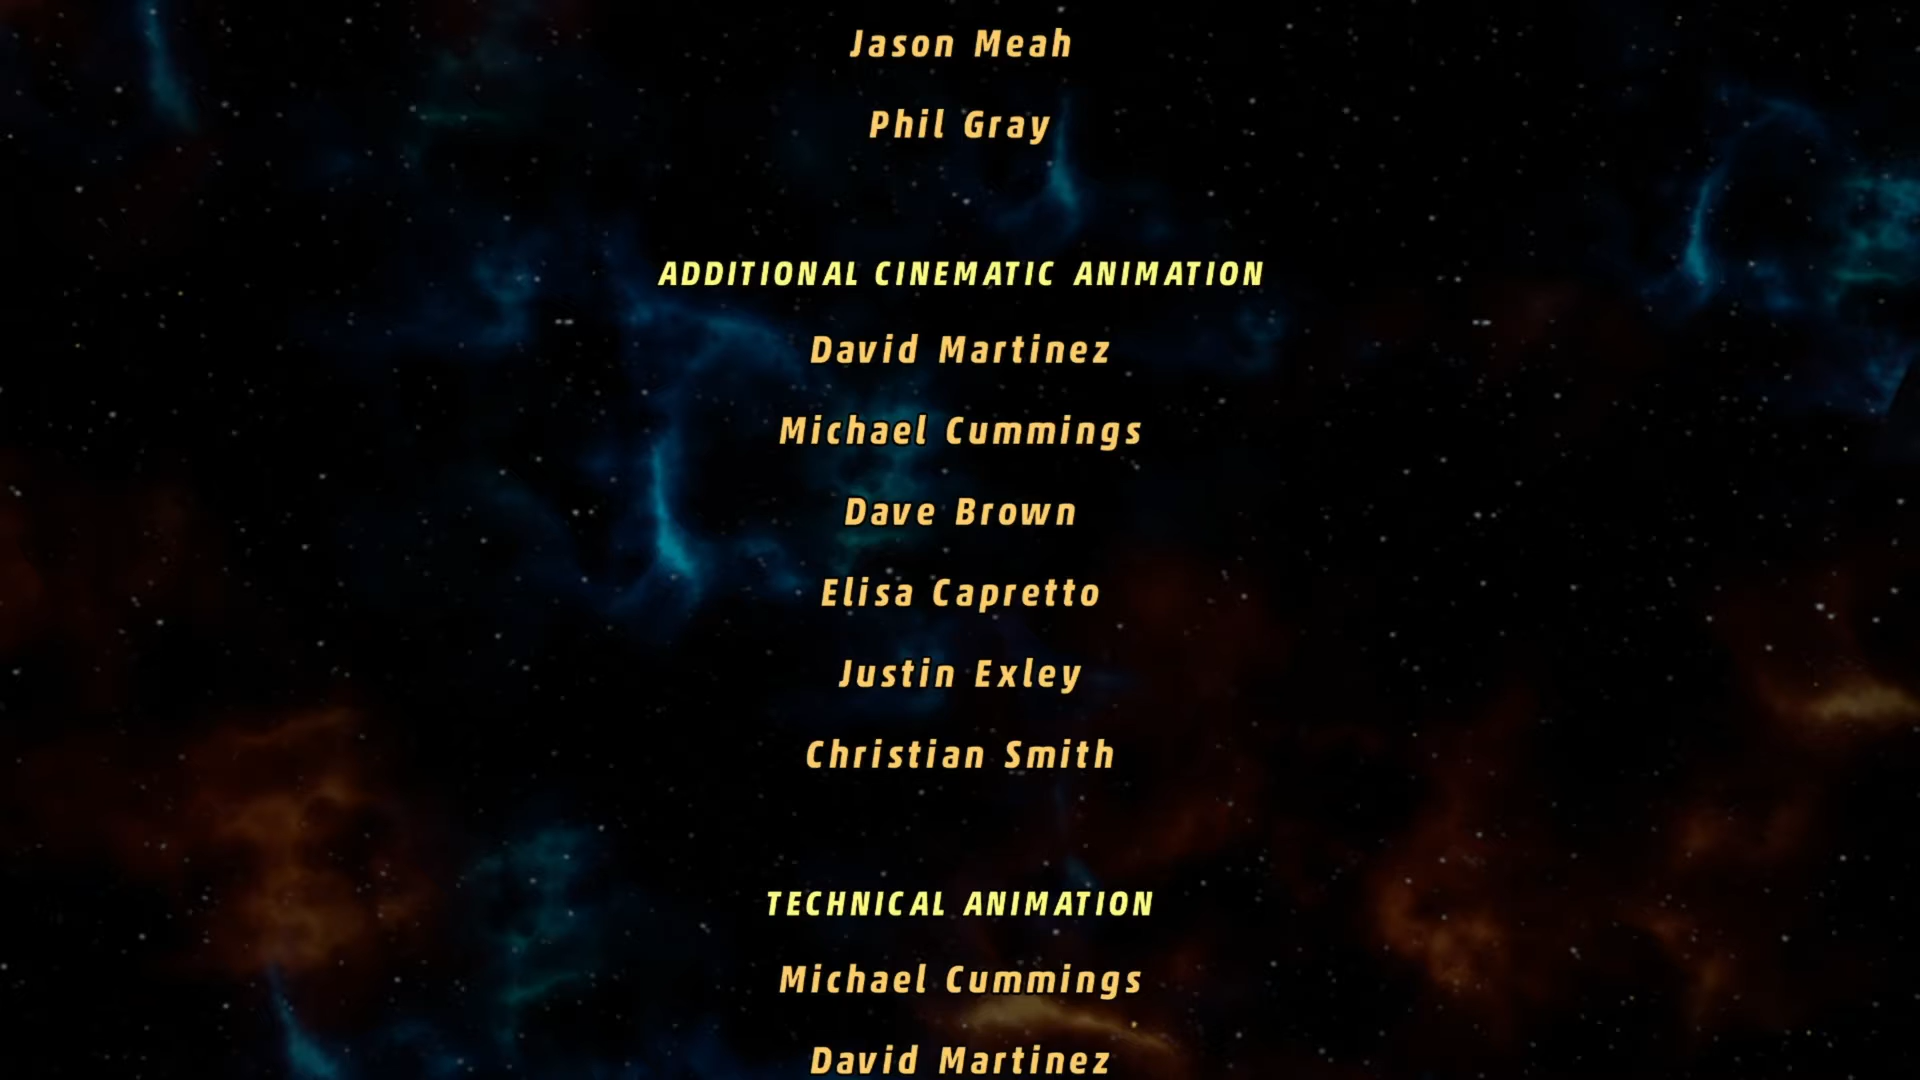 Jason Meah
Phil Gray
ADDITIONAL CINEMATIC ANIMATION
David Martinez
Michael Cummings
Dave Brown
Elisa Capretto
Justin Exley
Christian Smith
TECHNICAL ANIMATION
Michael Cummings
David Martinez